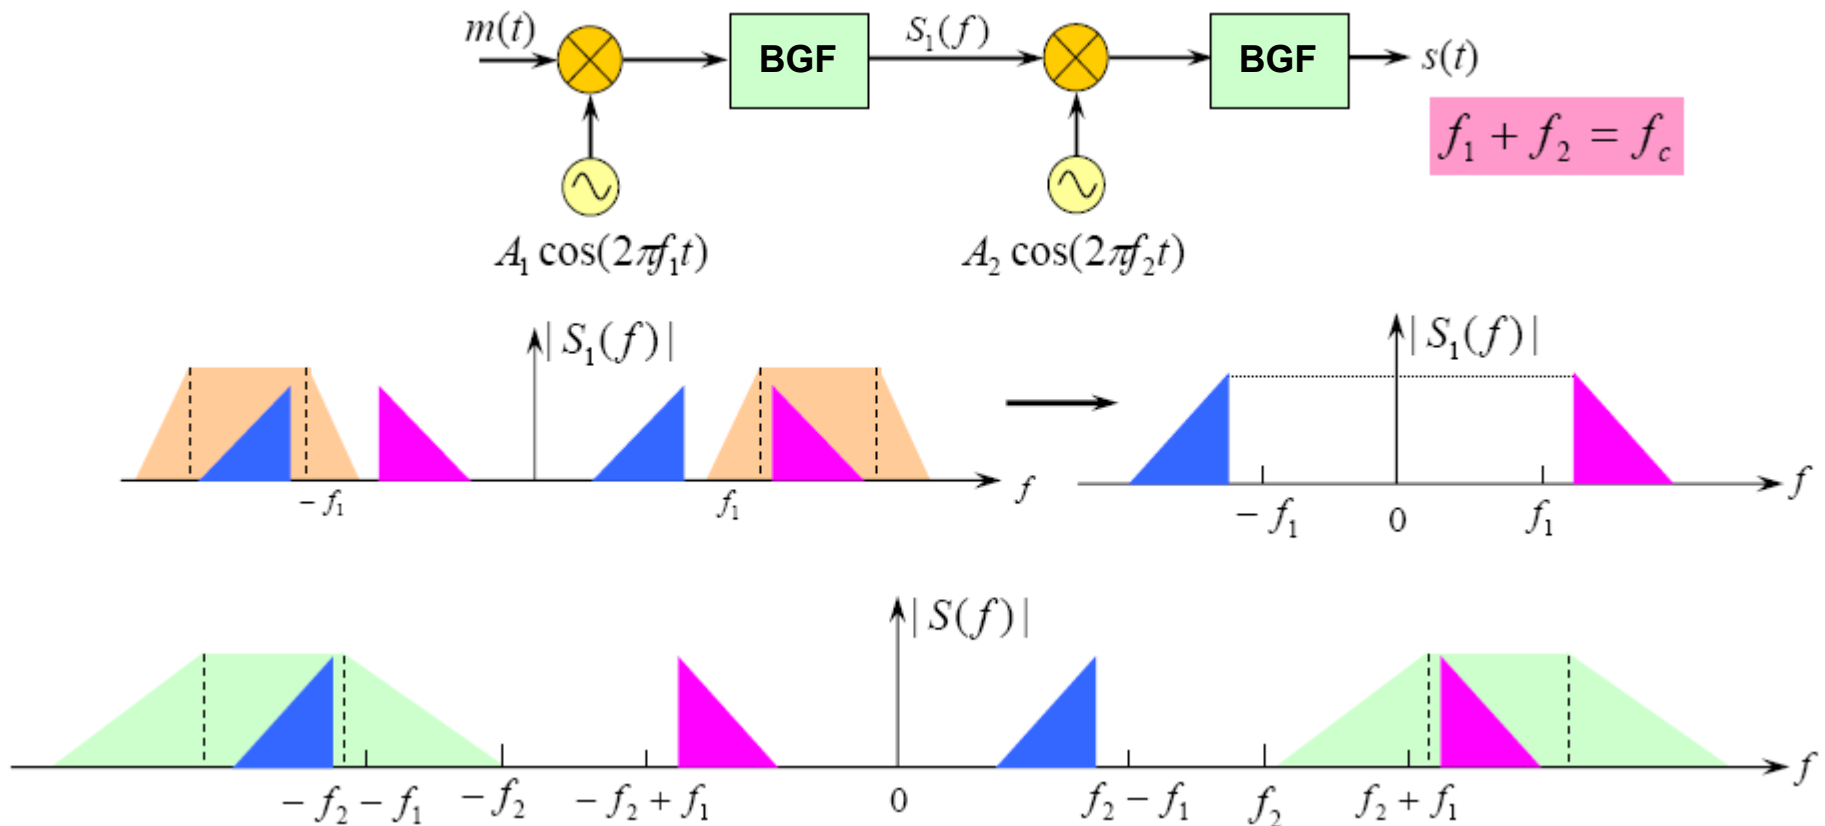 m(t)
BGF
S₁(f)
BGF
s(t)
f₁ + f₂ = f_c
A₁ cos(2πf₁t)
A₂ cos(2πf₂t)
| S₁(f) |
− f₁
f₁
f
| S₁(f) |
− f₁
0
f₁
f
| S(f) |
− f₂ − f₁
− f₂
− f₂ + f₁
0
f₂ − f₁
f₂
f₂ + f₁
f